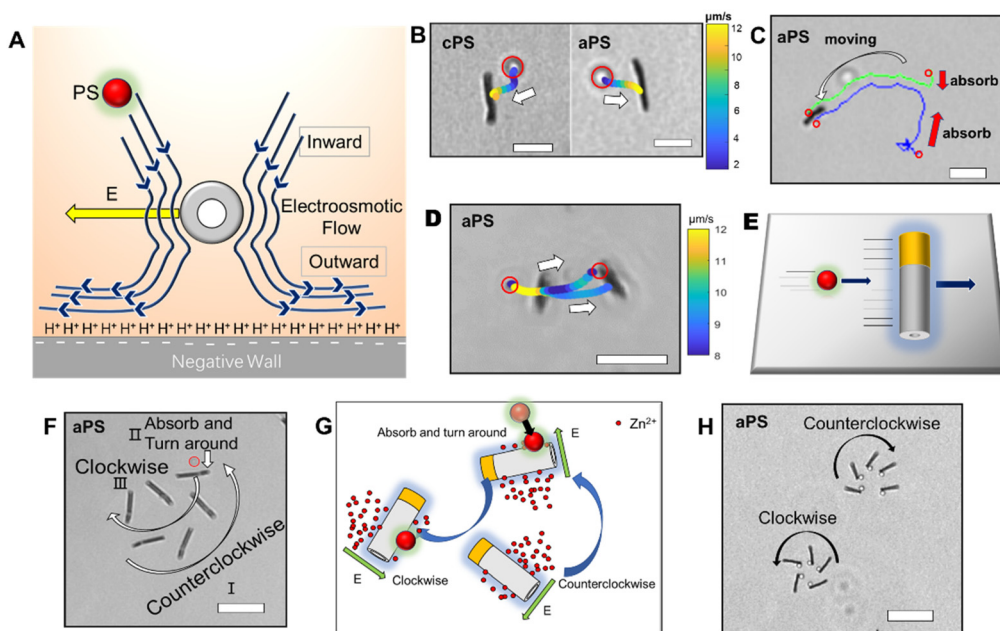 A
PS
Inward
E
Electroosmotic
Flow
Outward
H⁺ H⁺ H⁺ H⁺ H⁺ H⁺ H⁺ H⁺ H⁺ H⁺ H⁺ H⁺ H⁺ H⁺ H⁺ H⁺
Negative Wall
B
cPS
aPS
μm/s
12
10
8
6
4
2
C
aPS
moving
absorb
absorb
D
aPS
μm/s
12
11
10
9
8
E
F
aPS
II
Absorb and
Turn around
Clockwise
III
Counterclockwise
I
G
Zn²⁺
Absorb and turn around
E
E
Clockwise
Counterclockwise
E
H
aPS
Counterclockwise
Clockwise